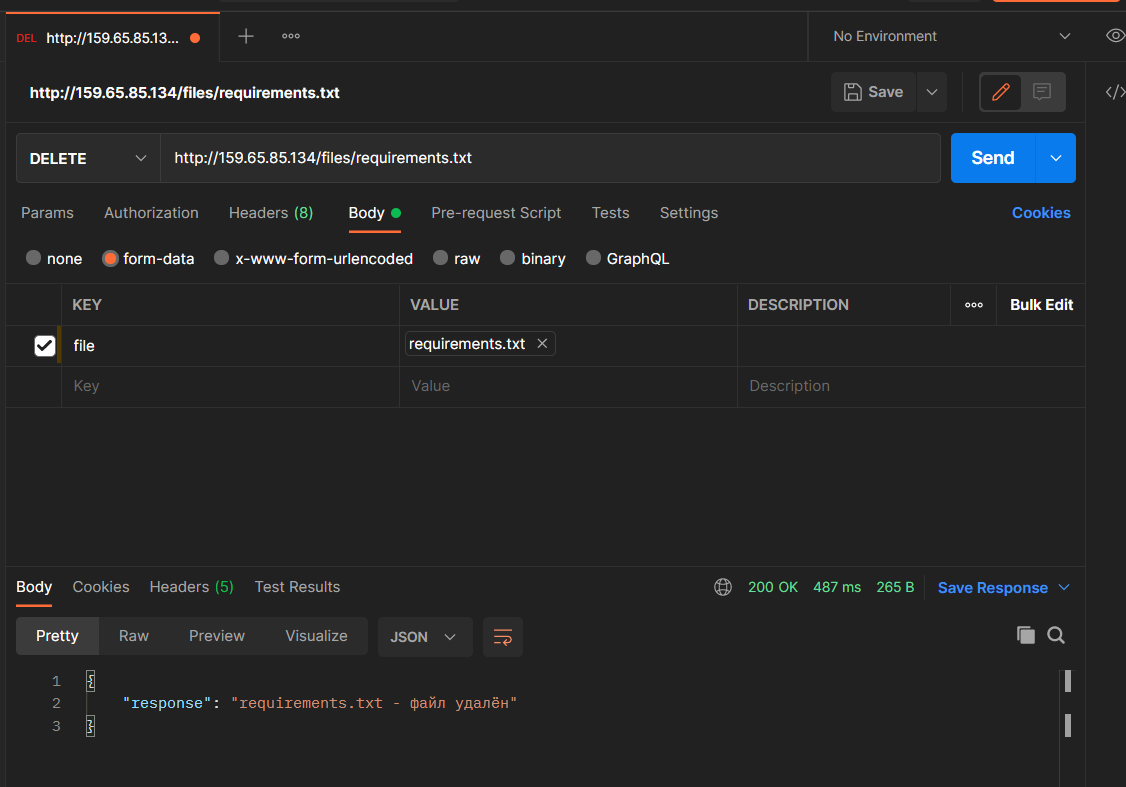 DEL http://159.65.85.13...
No Environment
http://159.65.85.134/files/requirements.txt
Save
DELETE http://159.65.85.134/files/requirements.txt Send
Params Authorization Headers (8) Body Pre-request Script Tests Settings Cookies
none form-data x-www-form-urlencoded raw binary GraphQL
KEY VALUE DESCRIPTION Bulk Edit
file requirements.txt
Key Value Description
Body Cookies Headers (5) Test Results 200 OK 487 ms 265 B Save Response
Pretty Raw Preview Visualize JSON
1 {
2 "response": "requirements.txt - файл удалён"
3 }